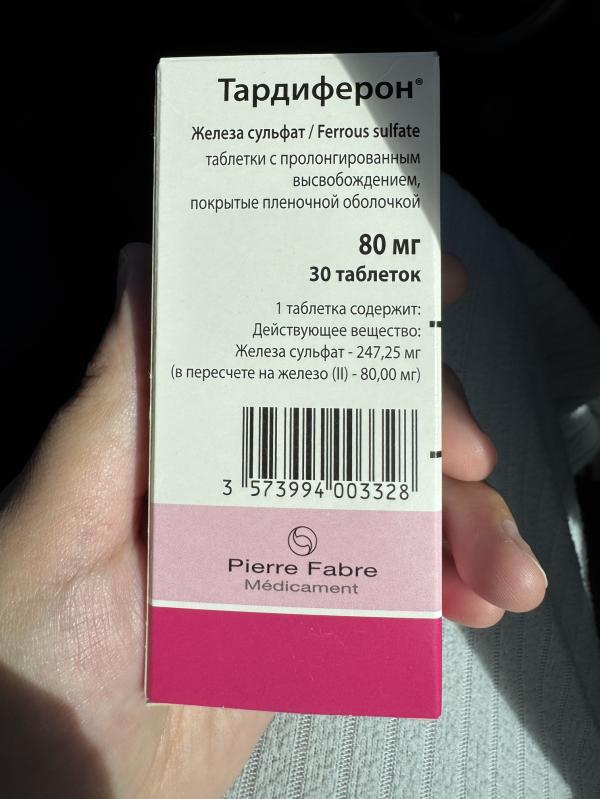 Тардиферон®
Железа сульфат / Ferrous sulfate
таблетки с пролонгированным
высвобождением,
покрытые пленочной оболочкой
80 мг
30 таблеток
1 таблетка содержит:
Действующее вещество:
Железа сульфат - 247,25 мг
(в пересчете на железо (II) - 80,00 мг)
3 573994 003328
Pierre Fabre
Médicament